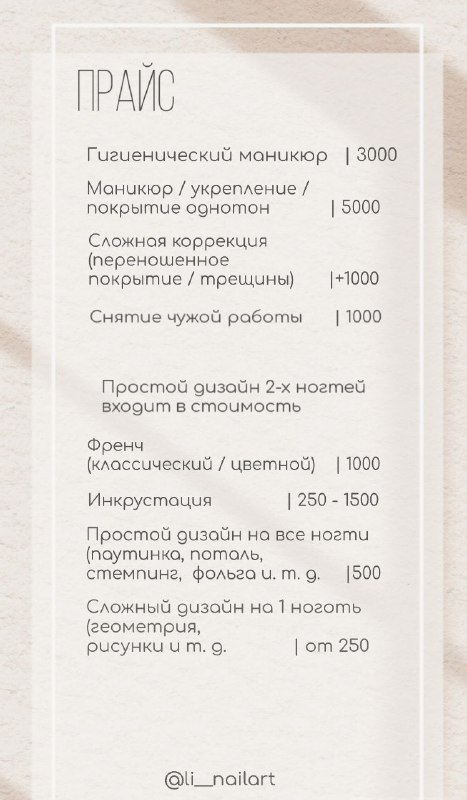 ПРАЙС
Гигиенический маникюр | 3000
Маникюр / укрепление /
покрытие однотон | 5000
Сложная коррекция
(переношенное
покрытие / трещины) |+1000
Снятие чужой работы | 1000
Простой дизайн 2-х ногтей
входит в стоимость
Френч
(классический / цветной) | 1000
Инкрустация | 250 - 1500
Простой дизайн на все ногти
(паутинка, поталь,
стемпинг, фольга и. т. д. |500
Сложный дизайн на 1 ноготь
(геометрия,
рисунки и т. д. | от 250
@li__nailart